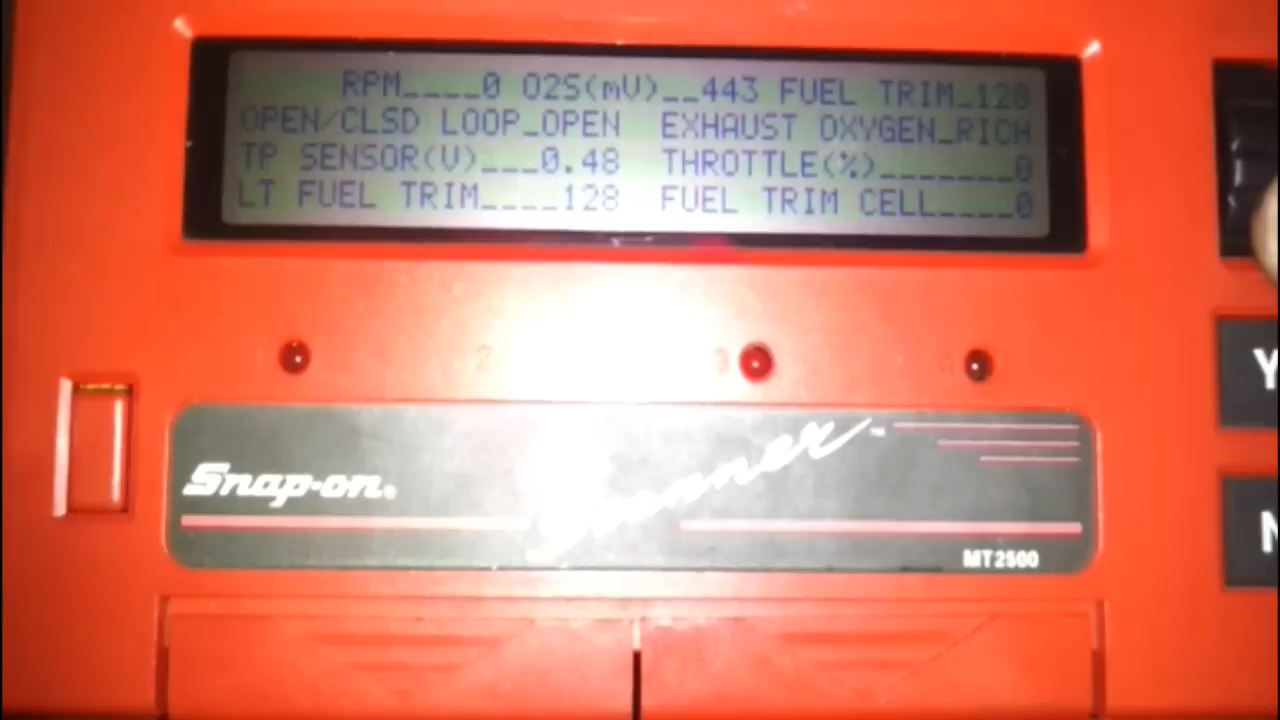 RPM____0 O2S(mV)__443 FUEL TRIM_128
OPEN/CLSD LOOP_OPEN EXHAUST OXYGEN_RICH
TP SENSOR(V)___0.48 THROTTLE(%)_______0
LT FUEL TRIM____128 FUEL TRIM CELL____0
Snap-on®
™
MT2500
Y
N